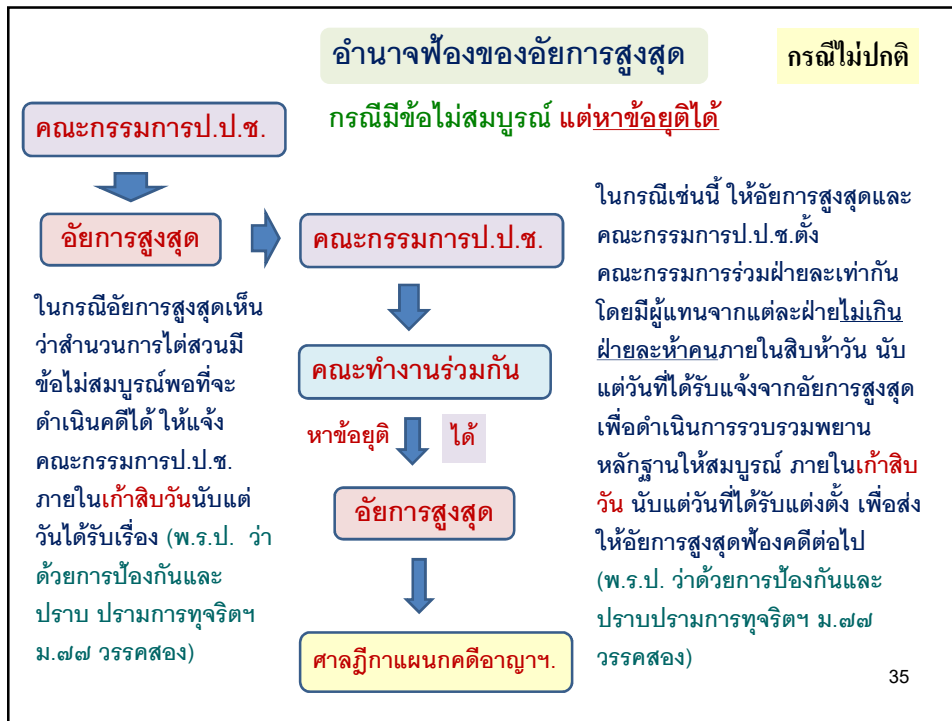 อำนาจฟ้องของอัยการสูงสุด
กรณีไม่ปกติ
กรณีมีข้อไม่สมบูรณ์ แต่หาข้อยุติได้
คณะกรรมการป.ป.ช.
อัยการสูงสุด
คณะกรรมการป.ป.ช.
ในกรณีอัยการสูงสุดเห็น
ว่าสำนวนการไต่สวนมี
ข้อไม่สมบูรณ์พอที่จะ
ดำเนินคดีได้ ให้แจ้ง
คณะกรรมการป.ป.ช.
ภายในเก้าสิบวันนับแต่
วันได้รับเรื่อง (พ.ร.ป. ว่า
ด้วยการป้องกันและ
ปราบ ปรามการทุจริตฯ
ม.๗๗ วรรคสอง)
คณะทำงานร่วมกัน
หาข้อยุติ ได้
อัยการสูงสุด
ศาลฎีกาแผนกคดีอาญาฯ.
ในกรณีเช่นนี้ ให้อัยการสูงสุดและ
คณะกรรมการป.ป.ช.ตั้ง
คณะกรรมการร่วมฝ่ายละเท่ากัน
โดยมีผู้แทนจากแต่ละฝ่ายไม่เกิน
ฝ่ายละห้าคนภายในสิบห้าวัน นับ
แต่วันที่ได้รับแจ้งจากอัยการสูงสุด
เพื่อดำเนินการรวบรวมพยาน
หลักฐานให้สมบูรณ์ ภายในเก้าสิบ
วัน นับแต่วันที่ได้รับแต่งตั้ง เพื่อส่ง
ให้อัยการสูงสุดฟ้องคดีต่อไป
(พ.ร.ป. ว่าด้วยการป้องกันและ
ปราบปรามการทุจริตฯ ม.๗๗
วรรคสอง)
35